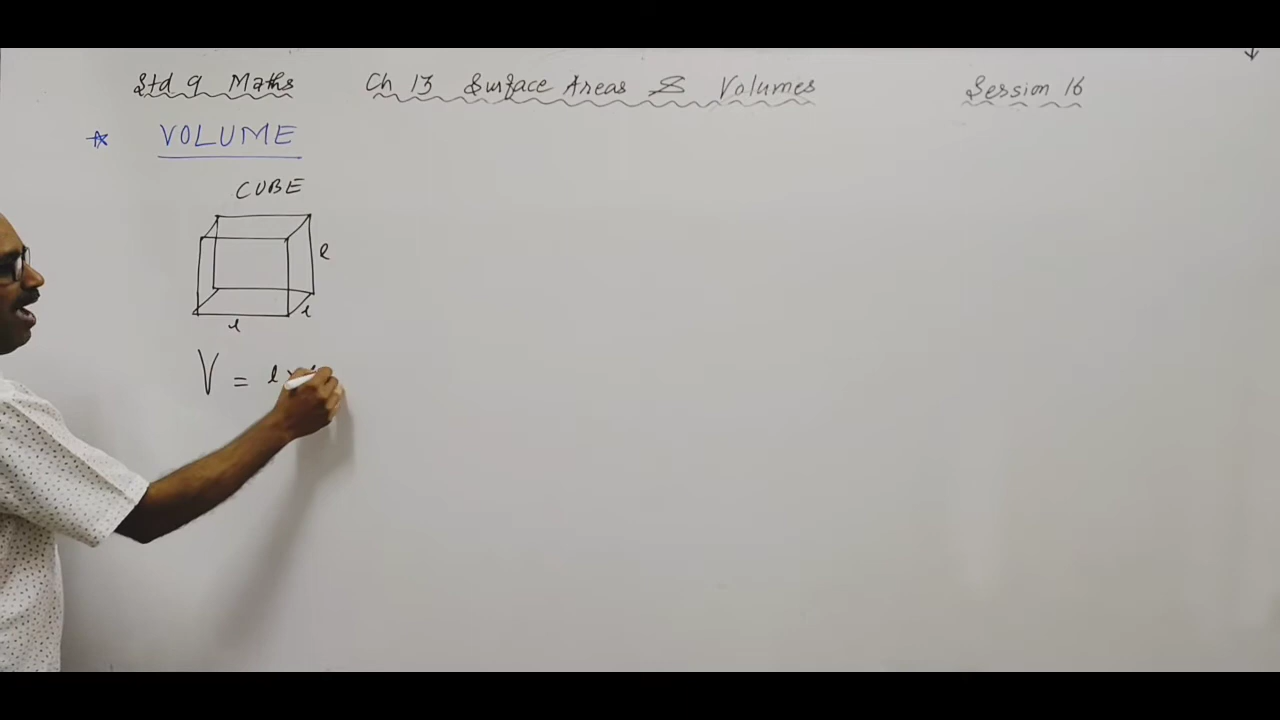 Std 9 Maths Ch 13 Surface Areas & Volumes Session 16
VOLUME
CUBE
l
l
l
V = l × l